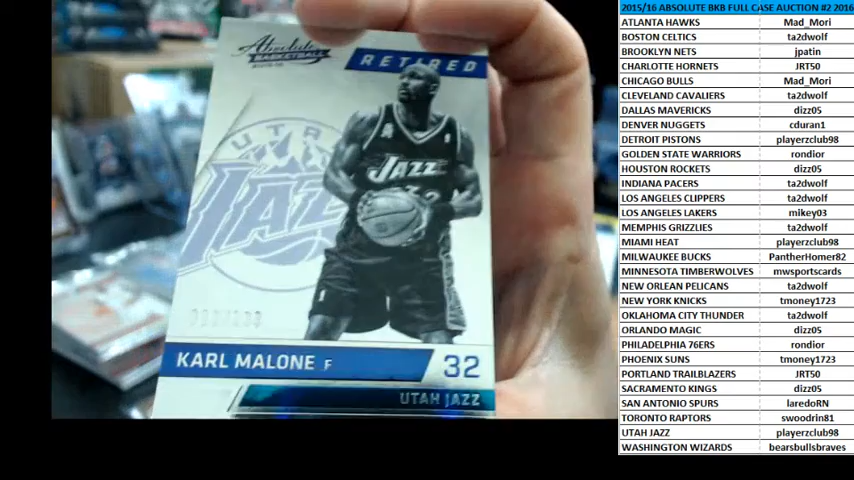 Absolute
BASKETBALL
RETIRED
UTAH
JAZZ
JAZZ
KARL MALONE F
32
UTAH JAZZ
2015/16 ABSOLUTE BKB FULL CASE AUCTION #2 2016
ATLANTA HAWKS Mad_Mori
BOSTON CELTICS ta2dwolf
BROOKLYN NETS jpatin
CHARLOTTE HORNETS JRT50
CHICAGO BULLS Mad_Mori
CLEVELAND CAVALIERS ta2dwolf
DALLAS MAVERICKS dizz05
DENVER NUGGETS cduran1
DETROIT PISTONS playerzclub98
GOLDEN STATE WARRIORS rondior
HOUSTON ROCKETS dizz05
INDIANA PACERS ta2dwolf
LOS ANGELES CLIPPERS ta2dwolf
LOS ANGELES LAKERS mikey03
MEMPHIS GRIZZLIES ta2dwolf
MIAMI HEAT playerzclub98
MILWAUKEE BUCKS PantherHomer82
MINNESOTA TIMBERWOLVES mwsportscards
NEW ORLEAN PELICANS ta2dwolf
NEW YORK KNICKS tmoney1723
OKLAHOMA CITY THUNDER ta2dwolf
ORLANDO MAGIC dizz05
PHILADELPHIA 76ERS rondior
PHOENIX SUNS tmoney1723
PORTLAND TRAILBLAZERS JRT50
SACRAMENTO KINGS dizz05
SAN ANTONIO SPURS laredoRN
TORONTO RAPTORS swoodrin81
UTAH JAZZ playerzclub98
WASHINGTON WIZARDS bearsbullsbraves